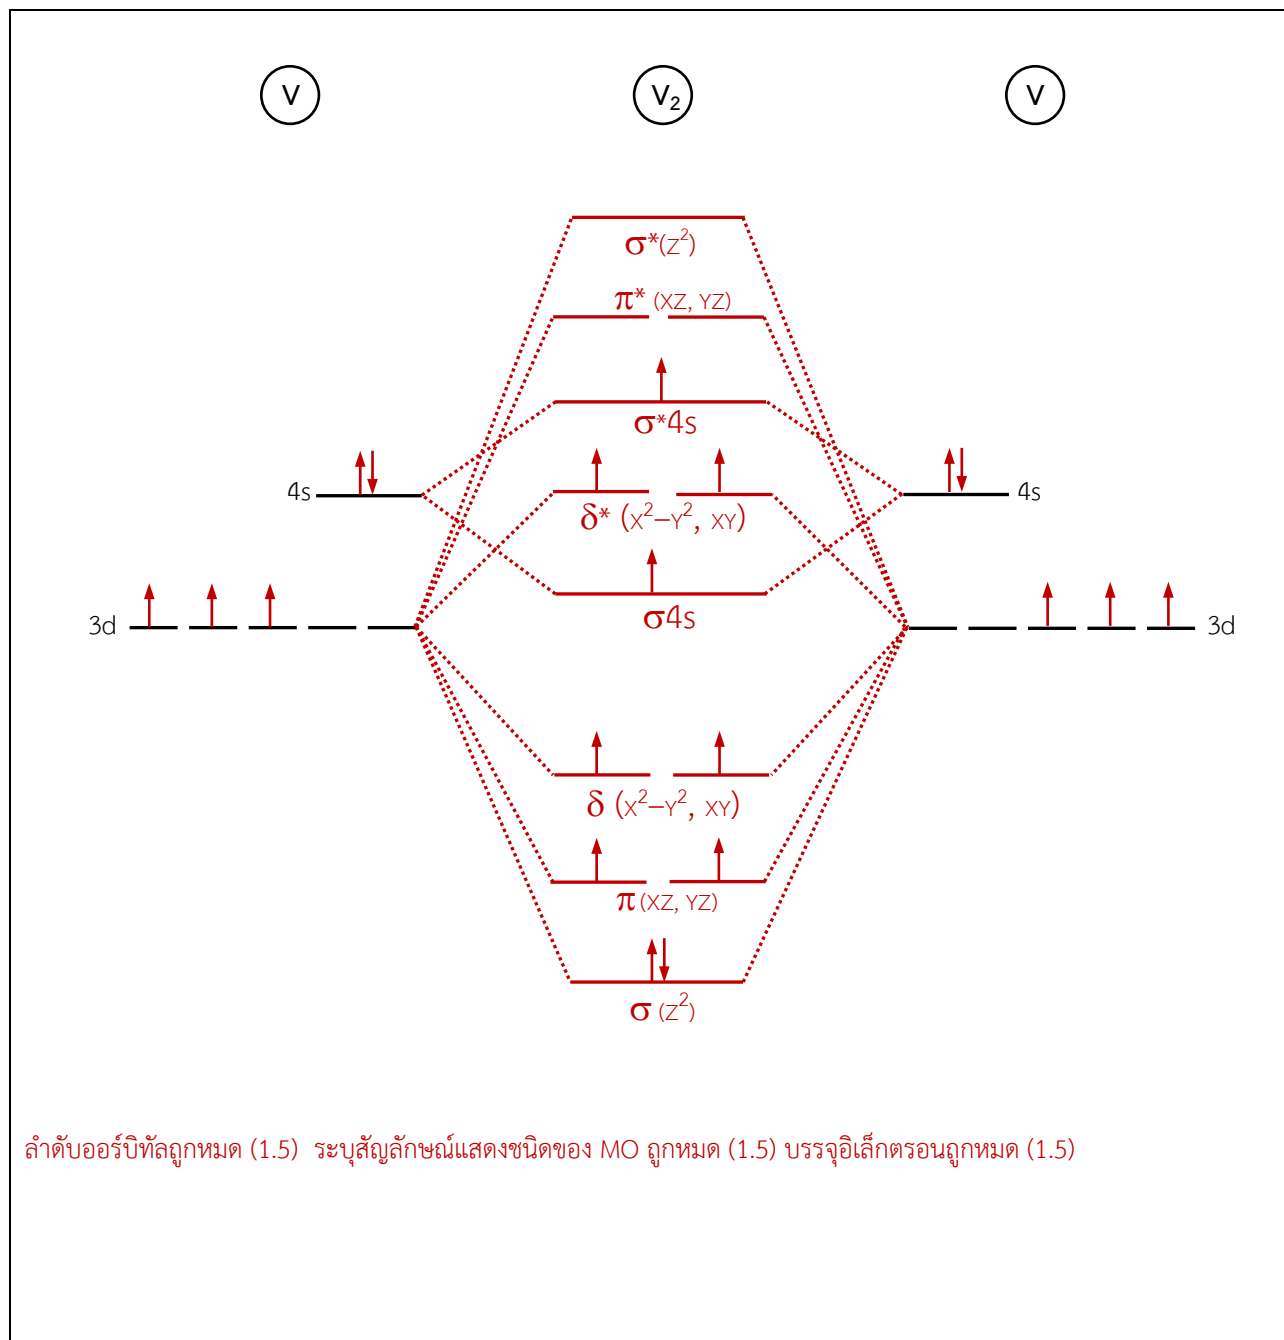 V V₂ V
σ*(z²)
π* (xz, yz)
σ*4s
4s 4s
δ* (x²–y², xy)
σ4s
3d 3d
δ (x²–y², xy)
π (xz, yz)
σ (z²)
ลำดับออร์บิทัลถูกหมด (1.5) ระบุสัญลักษณ์แสดงชนิดของ MO ถูกหมด (1.5) บรรจุอิเล็กตรอนถูกหมด (1.5)